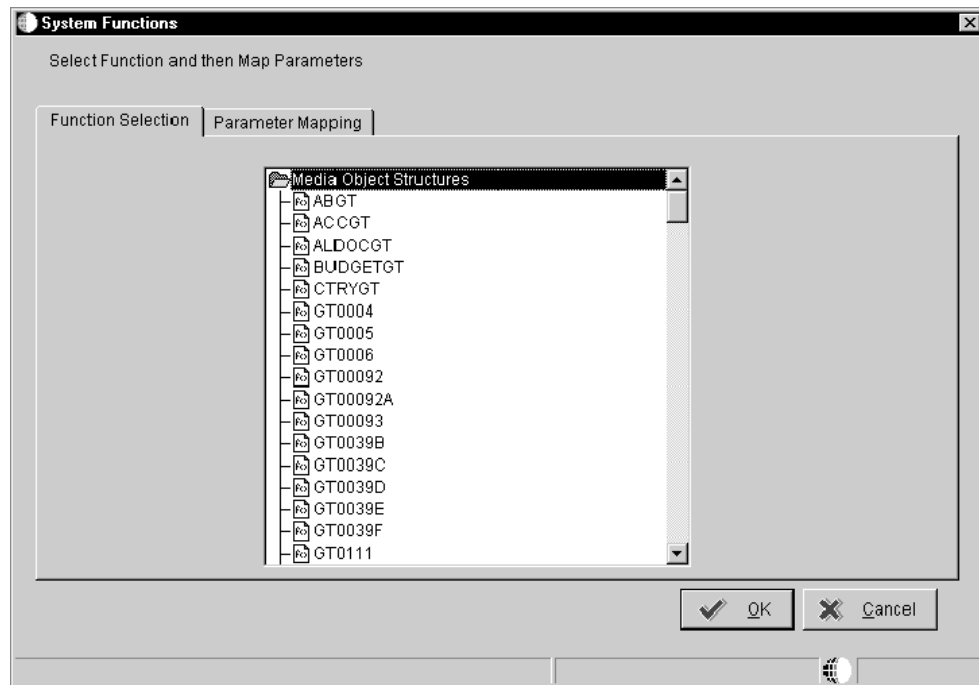 System Functions
Select Function and then Map Parameters
Function Selection
Parameter Mapping
Media Object Structures
ABGT
ACCGT
ALDOCGT
BUDGETGT
CTRYGT
GT0004
GT0005
GT0006
GT00092
GT00092A
GT00093
GT0039B
GT0039C
GT0039D
GT0039E
GT0039F
GT0111
OK
Cancel